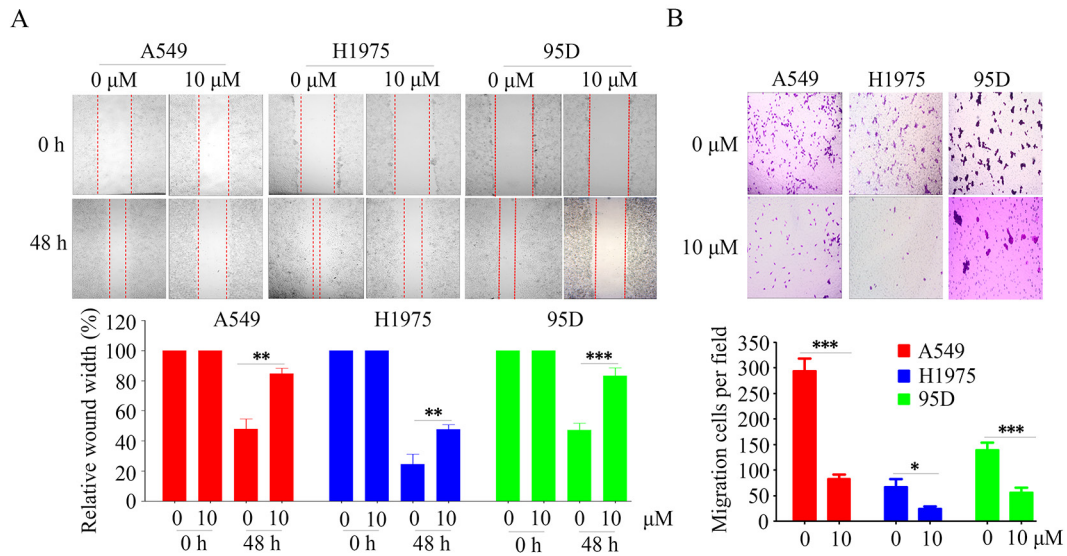 A
A549 H1975 95D
0 μM 10 μM 0 μM 10 μM 0 μM 10 μM
0 h
48 h
Relative wound width (%)
120
100
80
60
40
20
0
A549 H1975 95D
** ** ***
0 10 0 10 0 10 0 10 0 10 0 10 μM
0 h 48 h 0 h 48 h 0 h 48 h
B
A549 H1975 95D
0 μM
10 μM
Migration cells per field
350
300
250
200
150
100
50
0
A549
H1975
95D
*** * ***
0 10 0 10 0 10 μM